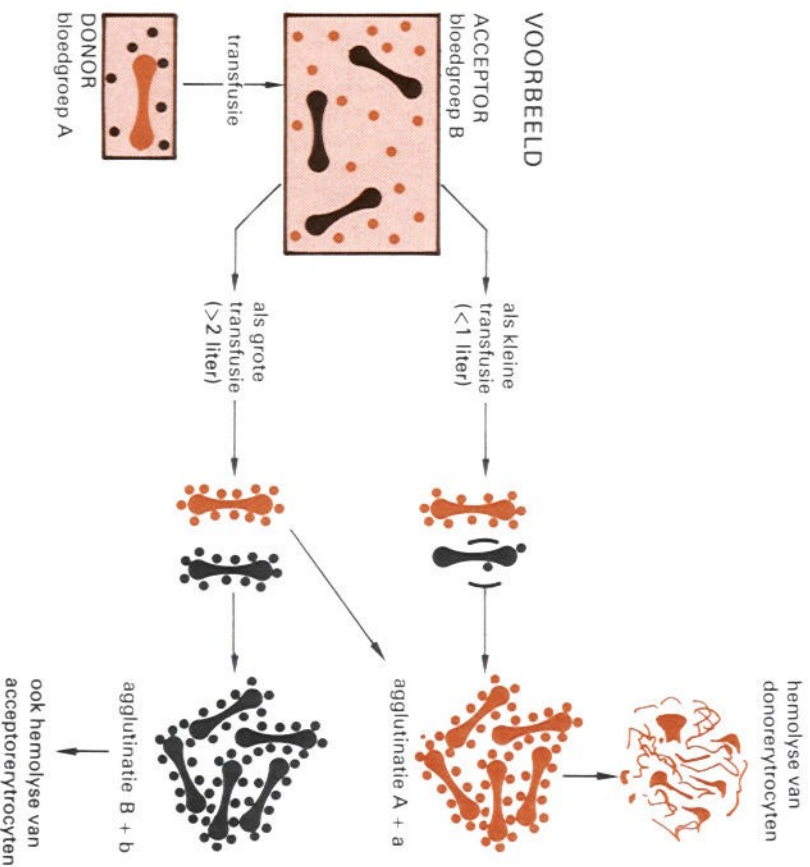 VOORBEELD
ACCEPTOR
bloedgroep B
transfusie
DONOR
bloedgroep A
als kleine
transfusie
(<1 liter)
als grote
transfusie
(>2 liter)
hemolyse van
donorerytrocyten
agglutinatie A + a
agglutinatie B + b
ook hemolyse van
acceptorerytrocyten